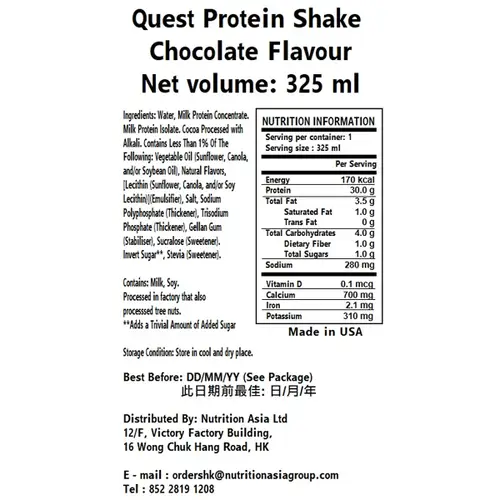 Quest Protein Shake
Chocolate Flavour
Net volume: 325 ml
Ingredients: Water, Milk Protein Concentrate.
Milk Protein Isolate. Cocoa Processed with
Alkali. Contains Less Than 1% Of The
Following: Vegetable Oil (Sunflower, Canola,
and/or Soybean Oil), Natural Flavors,
[Lecithin (Sunflower, Canola, and/or Soy
Lecithin)](Emulsifier), Salt, Sodium
Polyphosphate (Thickener), Trisodium
Phosphate (Thickener), Gellan Gum
(Stabiliser), Sucralose (Sweetener).
Invert Sugar**, Stevia (Sweetener).
Contains: Milk, Soy.
Processed in factory that also
processsed tree nuts.
**Adds a Trivial Amount of Added Sugar
Storage Condition: Store in cool and dry place.
NUTRITION INFORMATION
Serving per container: 1
Serving size : 325 ml
Per Serving
Energy 170 kcal
Protein 30.0 g
Total Fat 3.5 g
Saturated Fat 1.0 g
Trans Fat 0 g
Total Carbohydrates 4.0 g
Dietary Fiber 1.0 g
Total Sugars 1.0 g
Sodium 280 mg
Vitamin D 0.1 mcg
Calcium 700 mg
Iron 2.1 mg
Potassium 310 mg
Made in USA
Best Before: DD/MM/YY (See Package)
此日期前最佳: 日/月/年
Distributed By: Nutrition Asia Ltd
12/F, Victory Factory Building,
16 Wong Chuk Hang Road, HK
E - mail : ordershk@nutritionasiagroup.com
Tel : 852 2819 1208